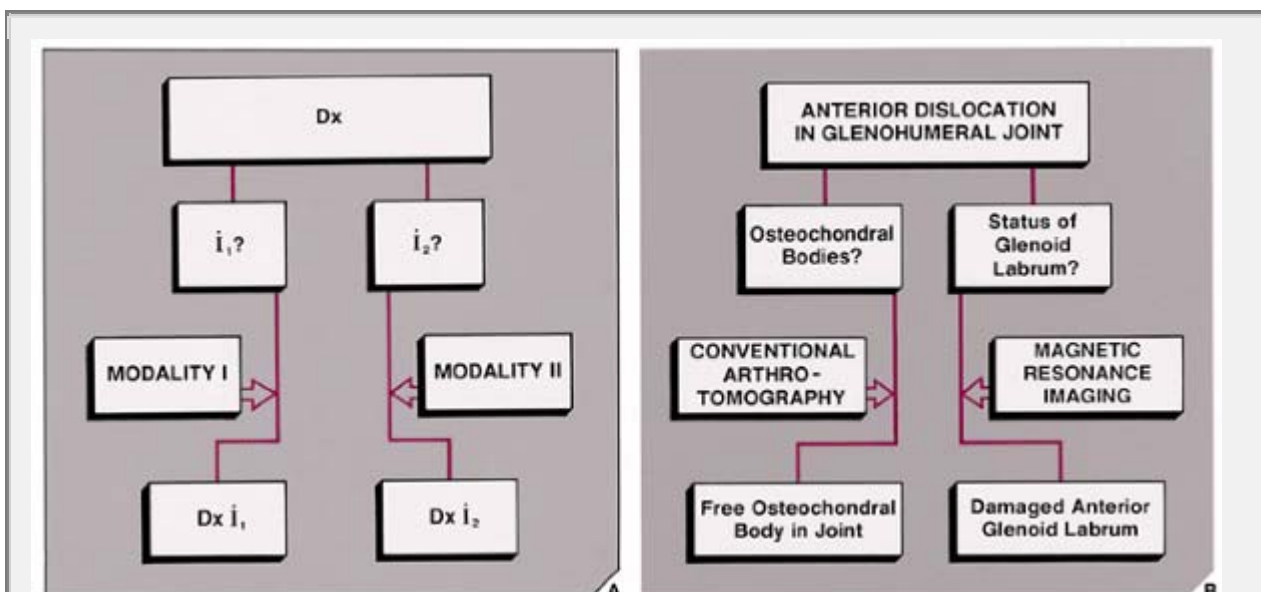 Dx
i₁?
i₂?
MODALITY I
MODALITY II
Dx i₁
Dx i₂
A
ANTERIOR DISLOCATION
IN GLENOHUMERAL JOINT
Osteochondral
Bodies?
Status of
Glenoid
Labrum?
CONVENTIONAL
ARTHRO-
TOMOGRAPHY
MAGNETIC
RESONANCE
IMAGING
Free Osteochondral
Body in Joint
Damaged Anterior
Glenoid Labrum
B